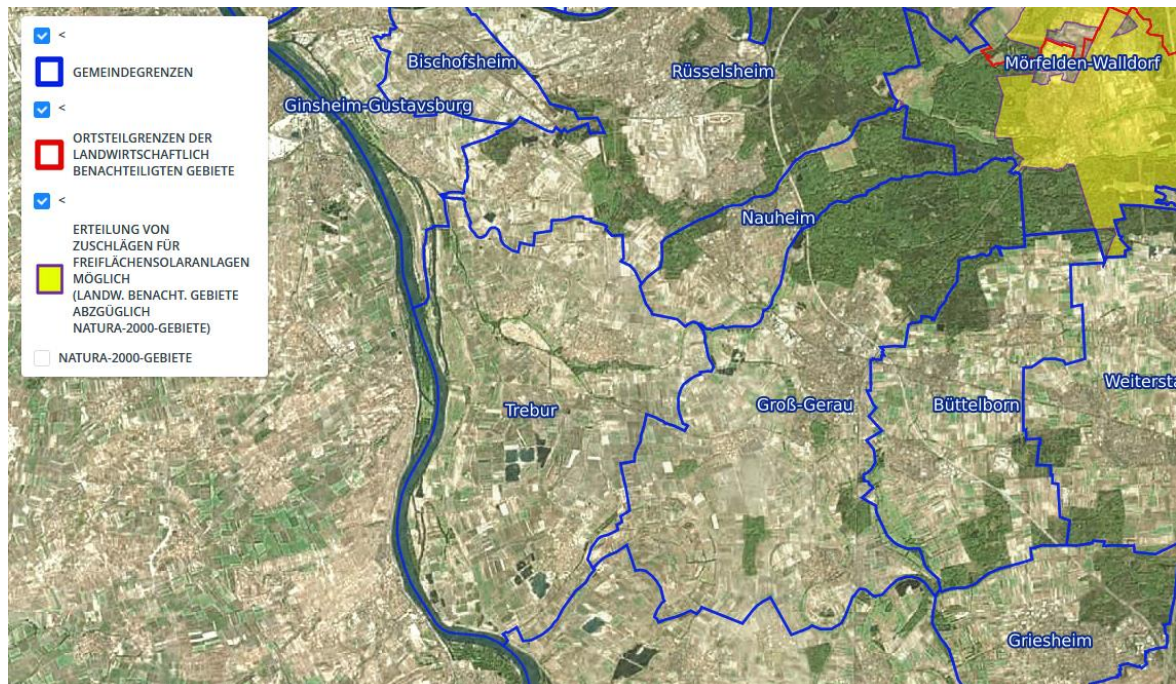 <
GEMEINDEGRENZEN
<
ORTSTEILGRENZEN DER
LANDWIRTSCHAFTLICH
BENACHTEILIGTEN GEBIETE
<
ERTEILUNG VON
ZUSCHLÄGEN FÜR
FREIFLÄCHENSOLARANLAGEN
MÖGLICH
(LANDW. BENACHT. GEBIETE
ABZGÜGLICH
NATURA-2000-GEBIETE)
NATURA-2000-GEBIETE
Bischofsheim
Rüsselsheim
Mörfelden-Walldorf
Ginsheim-Gustavsburg
Nauheim
Trebur
Groß-Gerau
Büttelborn
Weitersta
Griesheim